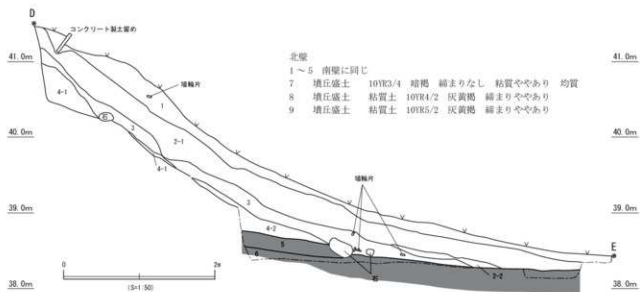 D
コンクリート製土留め
41.0m
41.0m
北壁
1～5 南壁に同じ
7 墳丘盛土 10YR3/4 暗褐 締まりなし 粘質ややあり 均質
8 墳丘盛土 粘質土 10YR4/2 灰黄褐 締まりややあり
9 墳丘盛土 粘質土 10YR5/2 灰黄褐 締まりややあり
埴輪片
1
4-1
石
40.0m
40.0m
2-1
3
4-1
埴輪片
3
39.0m
39.0m
4-2
5
6
E
2-2
石
0
2m
(S=1:50)
38.0m
38.0m